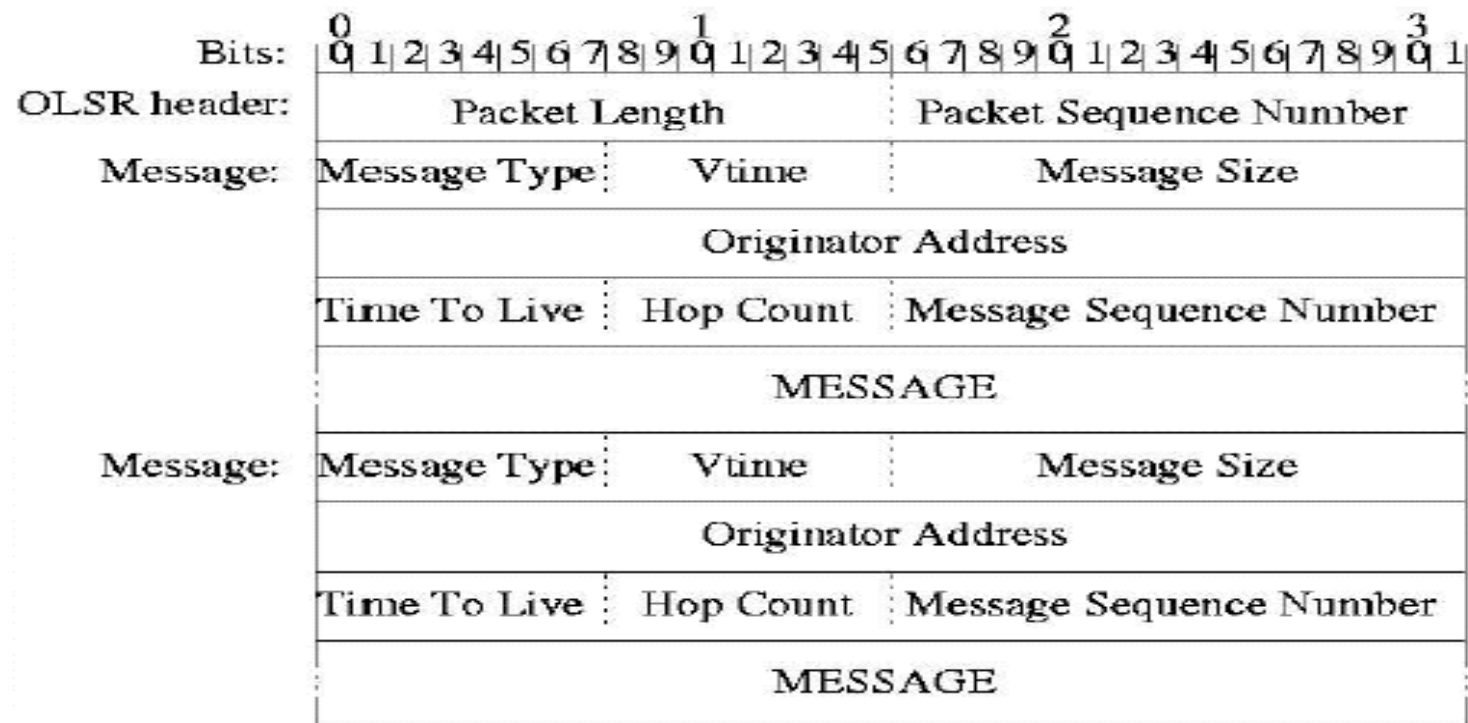 0 1 2 3
Bits: 0 1 2 3 4 5 6 7 8 9 0 1 2 3 4 5 6 7 8 9 0 1 2 3 4 5 6 7 8 9 0 1
OLSR header: Packet Length Packet Sequence Number
Message: Message Type Vtime Message Size
Originator Address
Time To Live Hop Count Message Sequence Number
MESSAGE
Message: Message Type Vtime Message Size
Originator Address
Time To Live Hop Count Message Sequence Number
MESSAGE